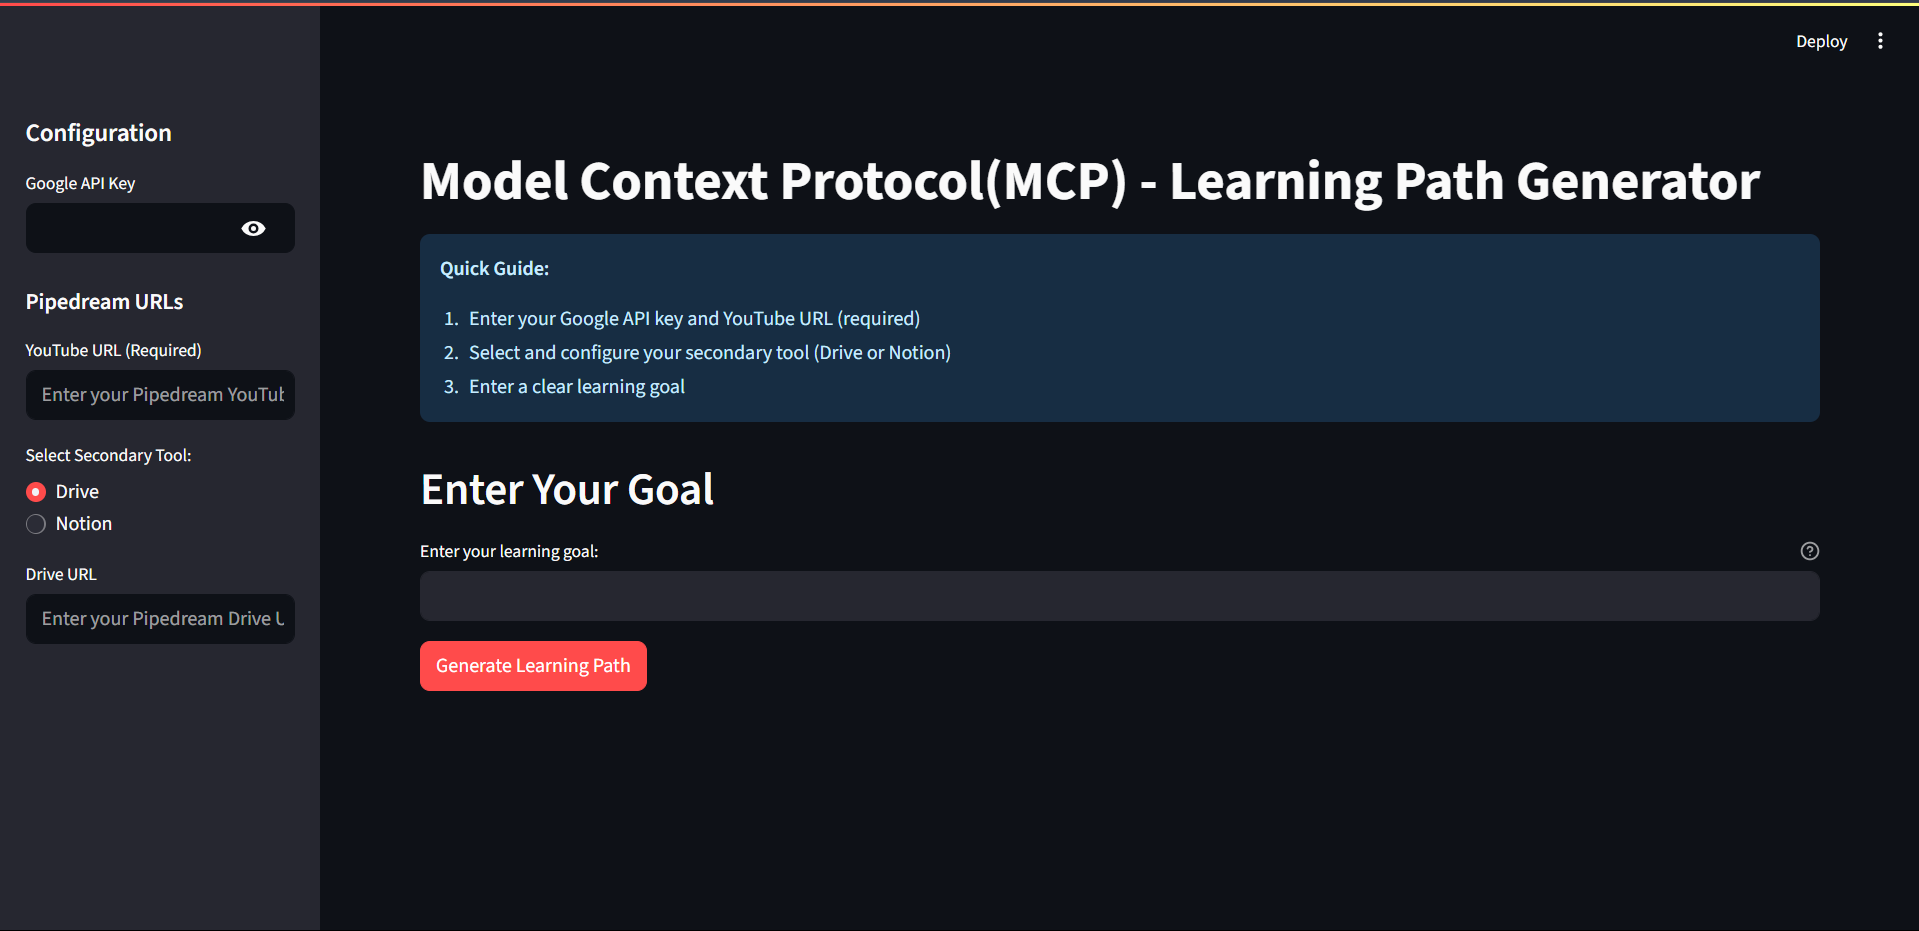 Deploy
Configuration
Google API Key
Pipedream URLs
YouTube URL (Required)
Enter your Pipedream YouTub
Select Secondary Tool:
Drive
Notion
Drive URL
Enter your Pipedream Drive U
Model Context Protocol(MCP) - Learning Path Generator
Quick Guide:
1. Enter your Google API key and YouTube URL (required)
2. Select and configure your secondary tool (Drive or Notion)
3. Enter a clear learning goal
Enter Your Goal
Enter your learning goal:
Generate Learning Path